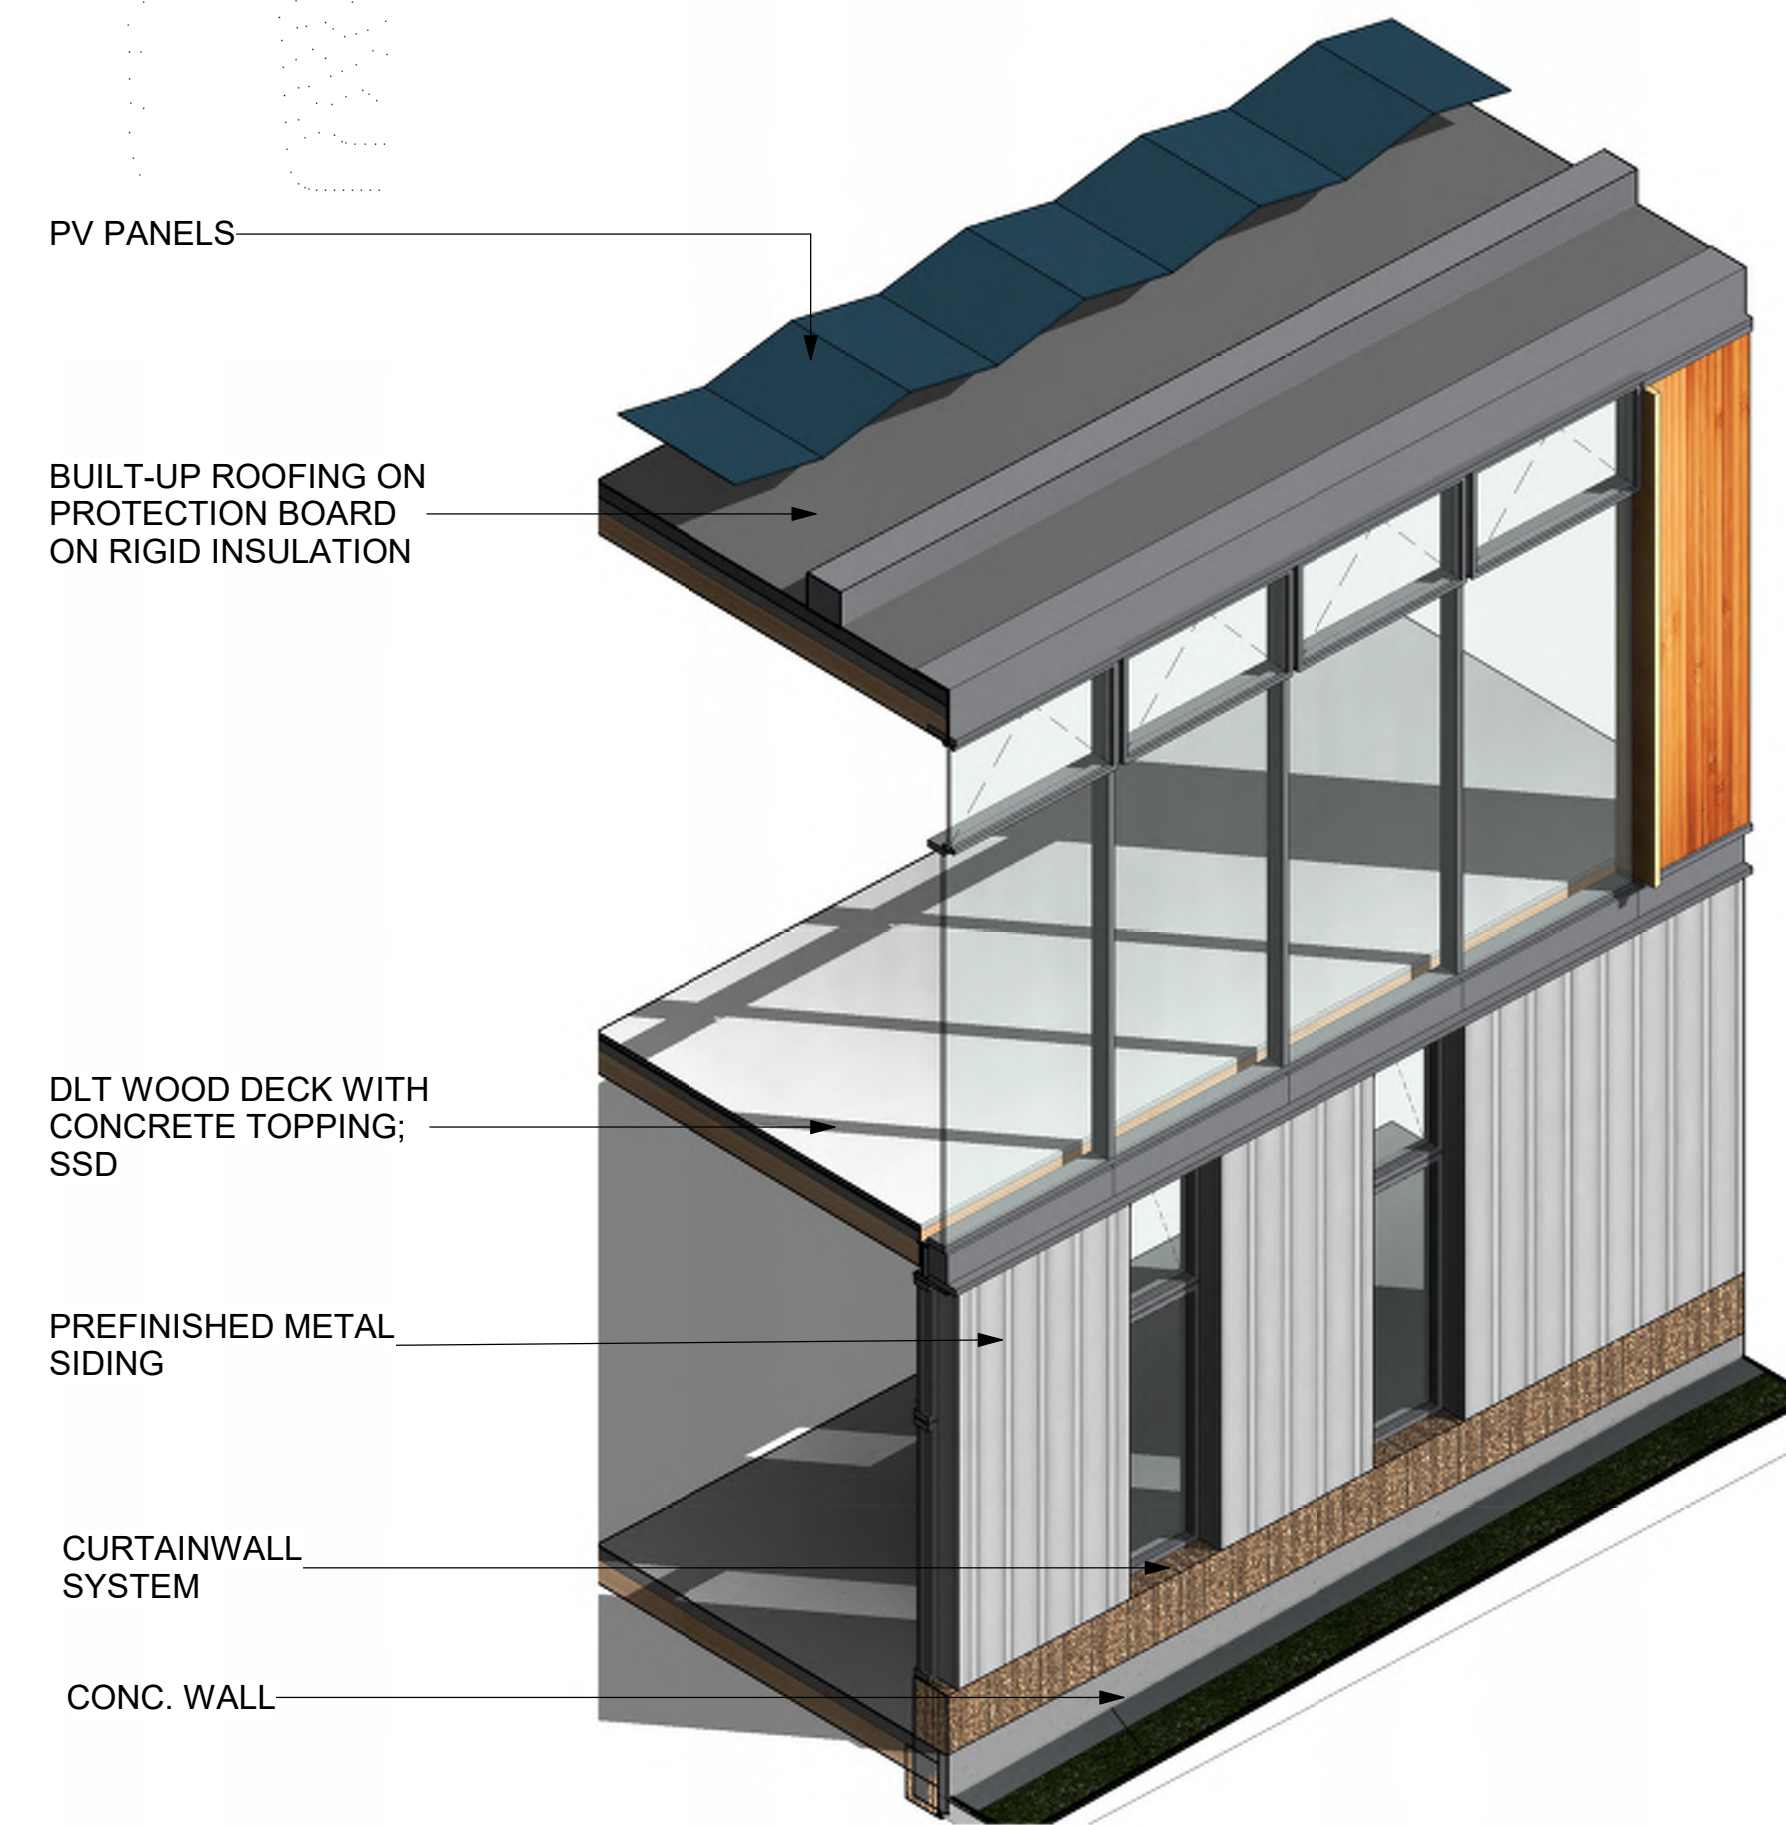 PV PANELS
BUILT-UP ROOFING ON
PROTECTION BOARD
ON RIGID INSULATION
DLT WOOD DECK WITH
CONCRETE TOPPING;
SSD
PREFINISHED METAL
SIDING
CURTAINWALL
SYSTEM
CONC. WALL